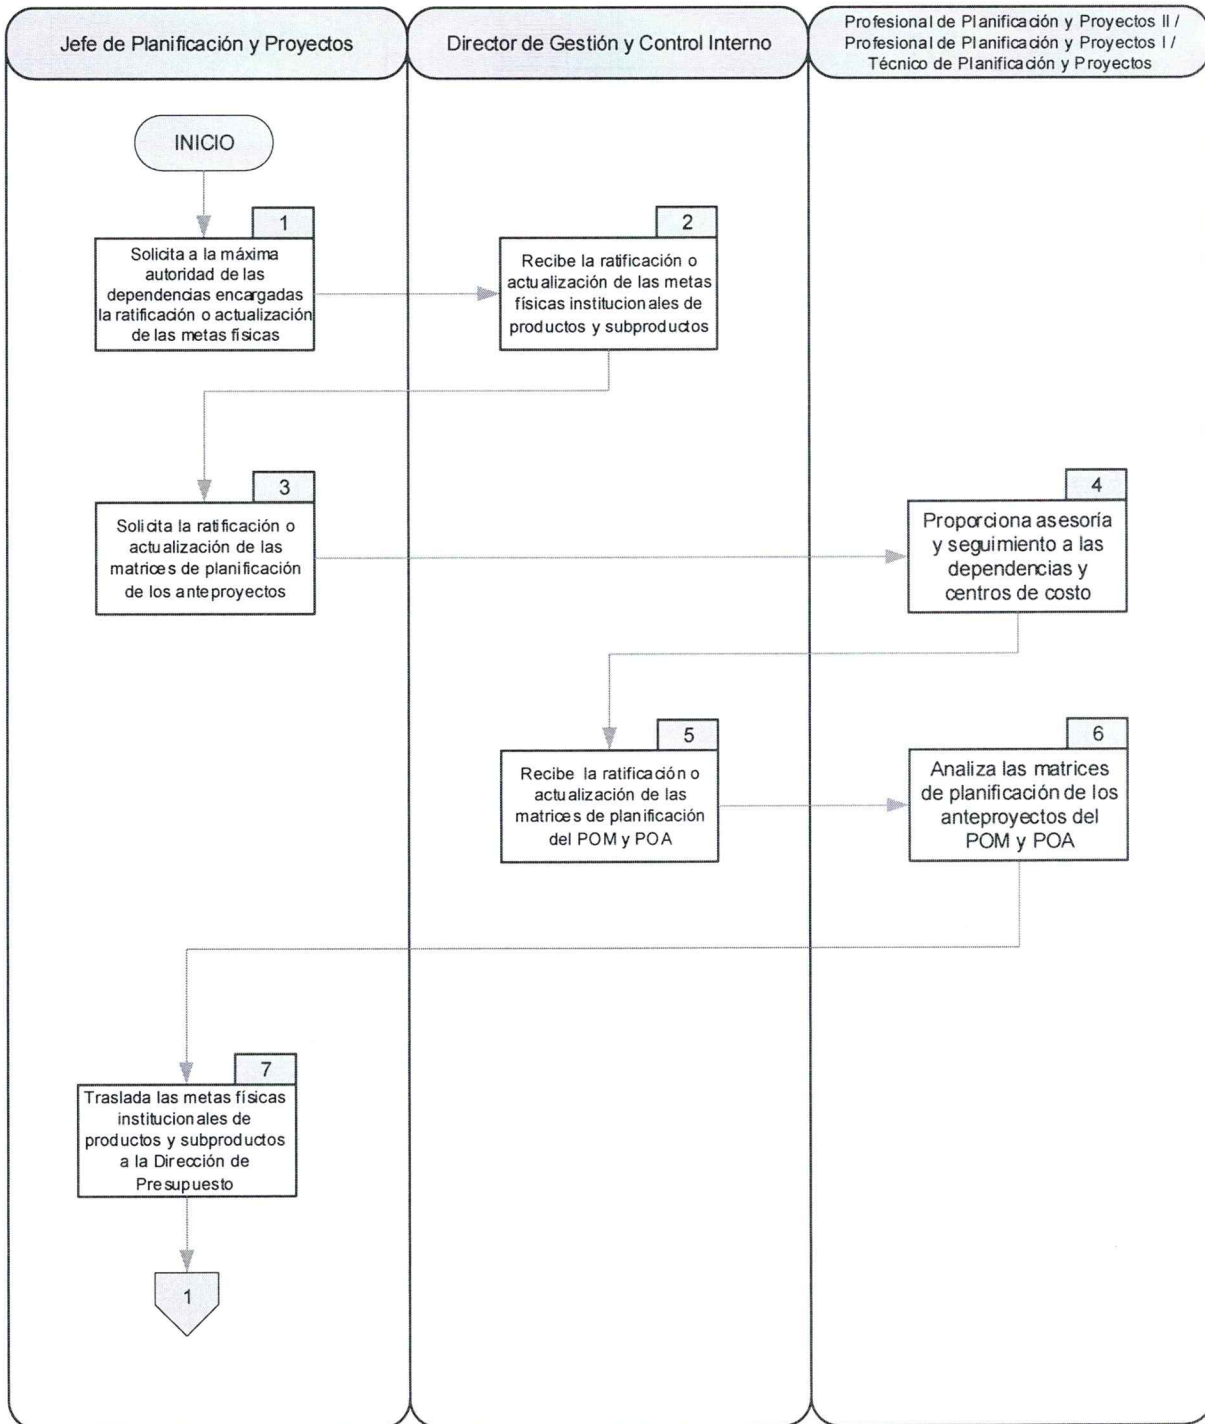 Jefe de Planificación y Proyectos
Director de Gestión y Control Interno
Profesional de Planificación y Proyectos II /
Profesional de Planificación y Proyectos I /
Técnico de Planificación y Proyectos
INICIO
1
Solicita a la máxima
autoridad de las
dependencias encargadas
la ratificación o actualización
de las metas físicas
2
Recibe la ratificación o
actualización de las metas
físicas institucionales de
productos y subproductos
3
Solicita la ratificación o
actualización de las
matrices de planificación
de los anteproyectos
4
Proporciona asesoría
y seguimiento a las
dependencias y
centros de costo
5
Recibe la ratificación o
actualización de las
matrices de planificación
del POM y POA
6
Analiza las matrices
de planificación de los
anteproyectos del
POM y POA
7
Traslada las metas físicas
institucionales de
productos y subproductos
a la Dirección de
Presupuesto
1